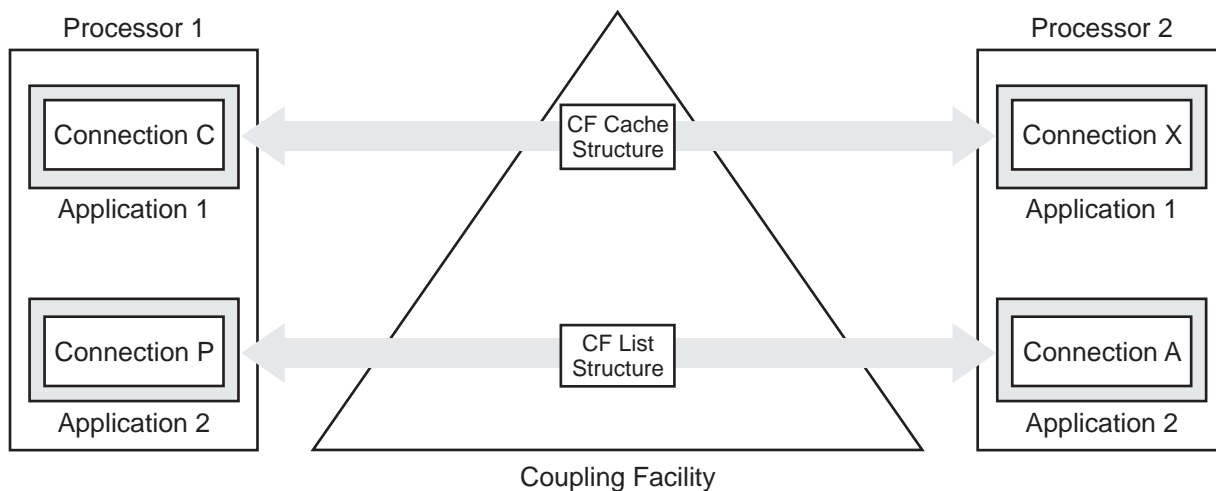 Processor 1
Processor 2
Connection C
CF Cache
Structure
Connection X
Application 1
Application 1
Connection P
CF List
Structure
Connection A
Application 2
Application 2
Coupling Facility